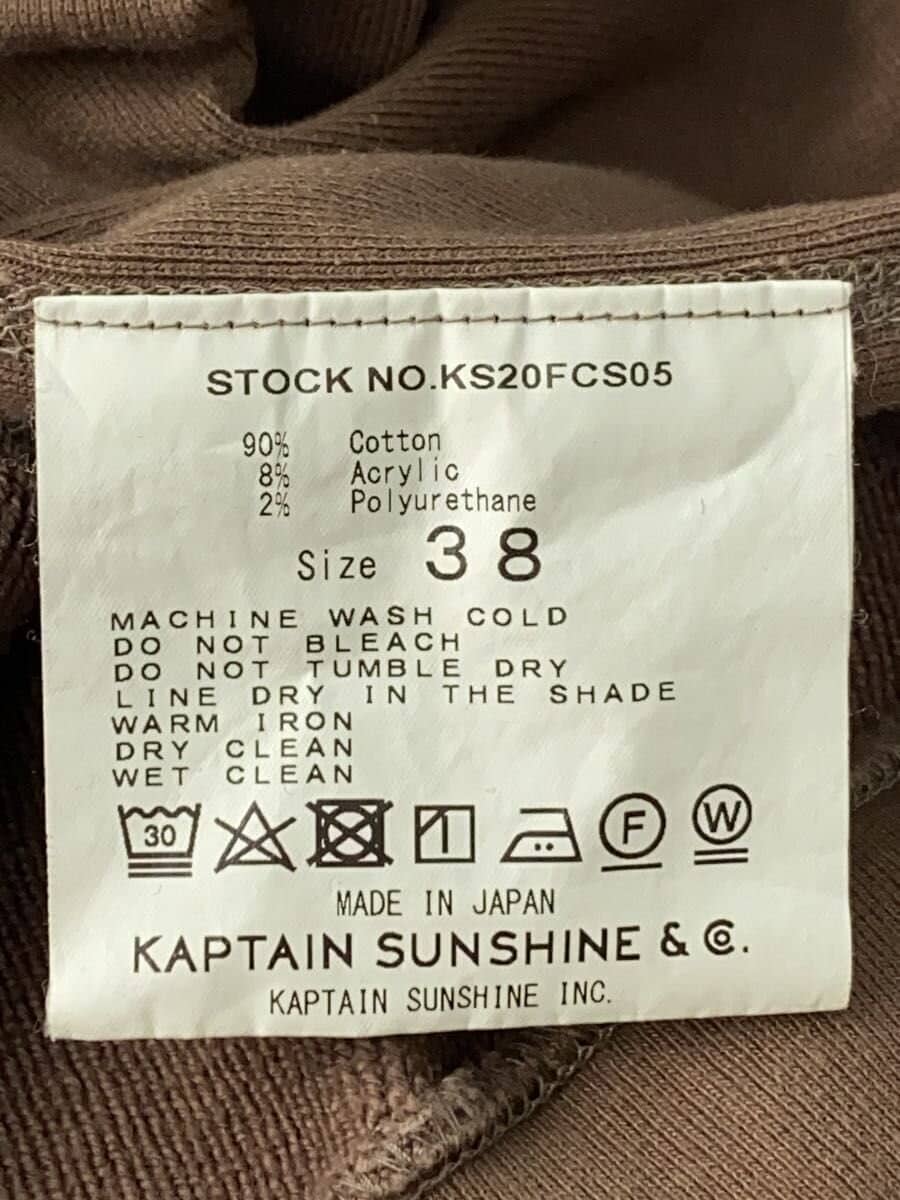 STOCK NO.KS20FCS05
90% Cotton
8% Acrylic
2% Polyurethane
Size 38
MACHINE WASH COLD
DO NOT BLEACH
DO NOT TUMBLE DRY
LINE DRY IN THE SHADE
WARM IRON
DRY CLEAN
WET CLEAN
30 F W
MADE IN JAPAN
KAPTAIN SUNSHINE & Co.
KAPTAIN SUNSHINE INC.